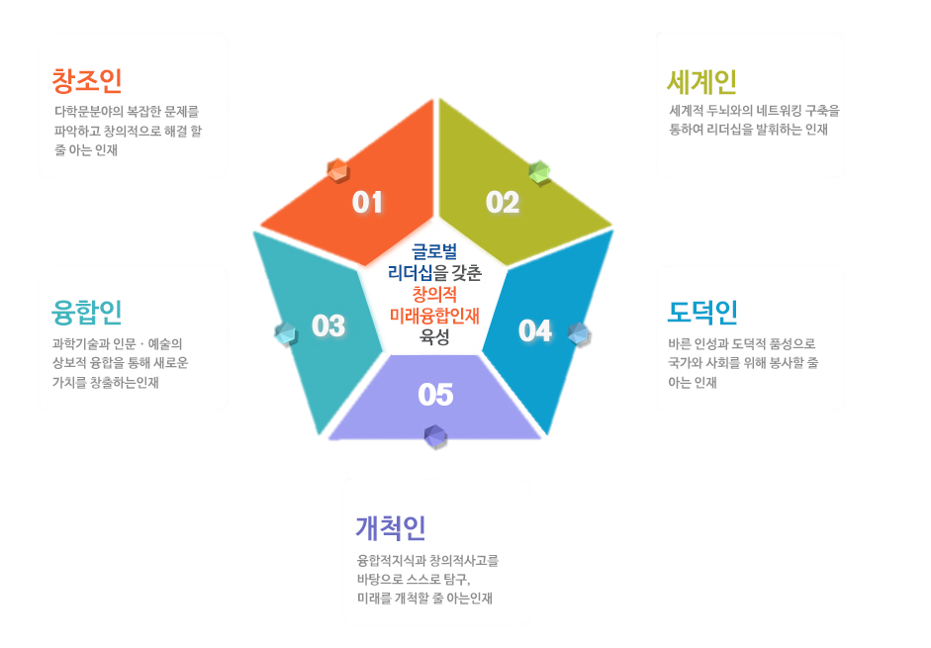 창조인
다학문분야의 복잡한 문제를
파악하고 창의적으로 해결 할
줄 아는 인재
세계인
세계적 두뇌와의 네트워킹 구축을
통하여 리더십을 발휘하는 인재
01
02
글로벌
리더십을 갖춘
창의적
미래융합인재
육성
융합인
과학기술과 인문 · 예술의
상보적 융합을 통해 새로운
가치를 창출하는인재
03
04
도덕인
바른 인성과 도덕적 품성으로
국가와 사회를 위해 봉사할 줄
아는 인재
05
개척인
융합적지식과 창의적사고를
바탕으로 스스로 탐구,
미래를 개척할 줄 아는인재